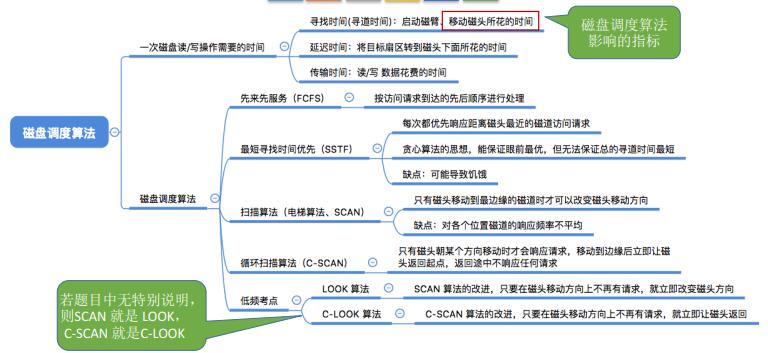 寻找时间(寻道时间)：启动磁臂、移动磁头所花的时间
磁盘调度算法
影响的指标
一次磁盘读/写操作需要的时间
延迟时间：将目标扇区转到磁头下面所花的时间
传输时间：读/写 数据花费的时间
先来先服务（FCFS）
按访问请求到达的先后顺序进行处理
每次都优先响应距离磁头最近的磁道访问请求
磁盘调度算法
最短寻找时间优先（SSTF）
贪心算法的思想，能保证眼前最优，但无法保证总的寻道时间最短
缺点：可能导致饥饿
磁盘调度算法
只有磁头移动到最边缘的磁道时才可以改变磁头移动方向
扫描算法（电梯算法、SCAN）
缺点：对各个位置磁道的响应频率不平均
循环扫描算法（C-SCAN）
只有磁头朝某个方向移动时才会响应请求，移动到边缘后立即让磁
头返回起点，返回途中不响应任何请求
若题目中无特别说明，
则SCAN 就是 LOOK，
C-SCAN 就是C-LOOK
低频考点
LOOK 算法
SCAN 算法的改进，只要在磁头移动方向上不再有请求，就立即改变磁头方向
C-LOOK 算法
C-SCAN 算法的改进，只要在磁头移动方向上不再有请求，就立即让磁头返回